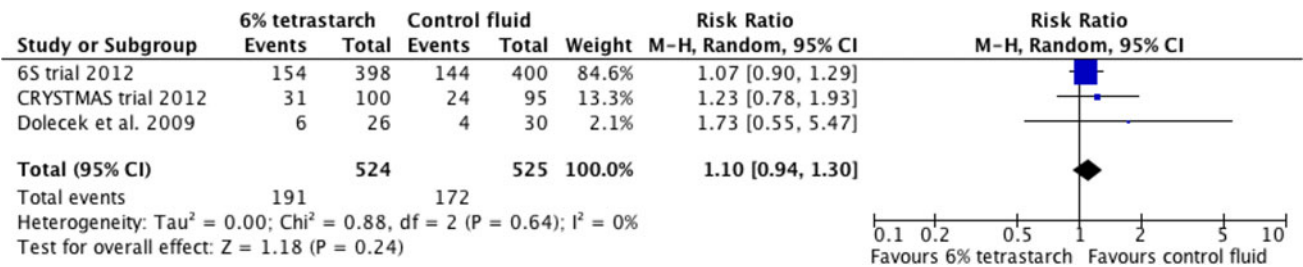 6% tetrastarch Control fluid Risk Ratio Risk Ratio
Study or Subgroup Events Total Events Total Weight M-H, Random, 95% CI M-H, Random, 95% CI
6S trial 2012 154 398 144 400 84.6% 1.07 [0.90, 1.29]
CRYSTMAS trial 2012 31 100 24 95 13.3% 1.23 [0.78, 1.93]
Dolecek et al. 2009 6 26 4 30 2.1% 1.73 [0.55, 5.47]
Total (95% CI) 524 525 100.0% 1.10 [0.94, 1.30]
Total events 191 172
Heterogeneity: Tau² = 0.00; Chi² = 0.88, df = 2 (P = 0.64); I² = 0%
Test for overall effect: Z = 1.18 (P = 0.24)
0.1 0.2 0.5 1 2 5 10
Favours 6% tetrastarch Favours control fluid